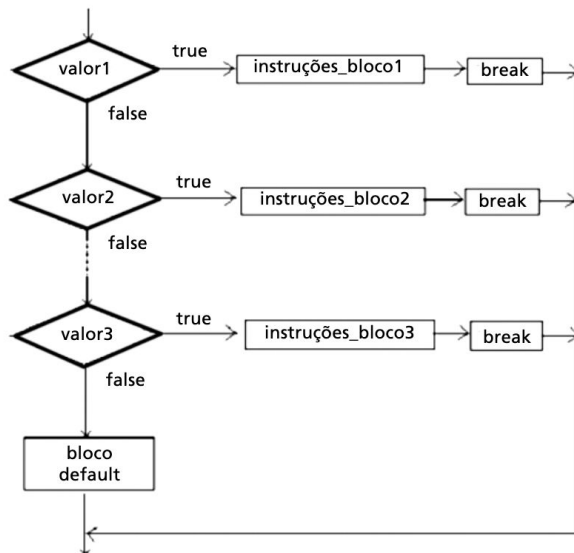 valor1
true
instruções_bloco1
break
false
valor2
true
instruções_bloco2
break
false
valor3
true
instruções_bloco3
break
false
bloco
default